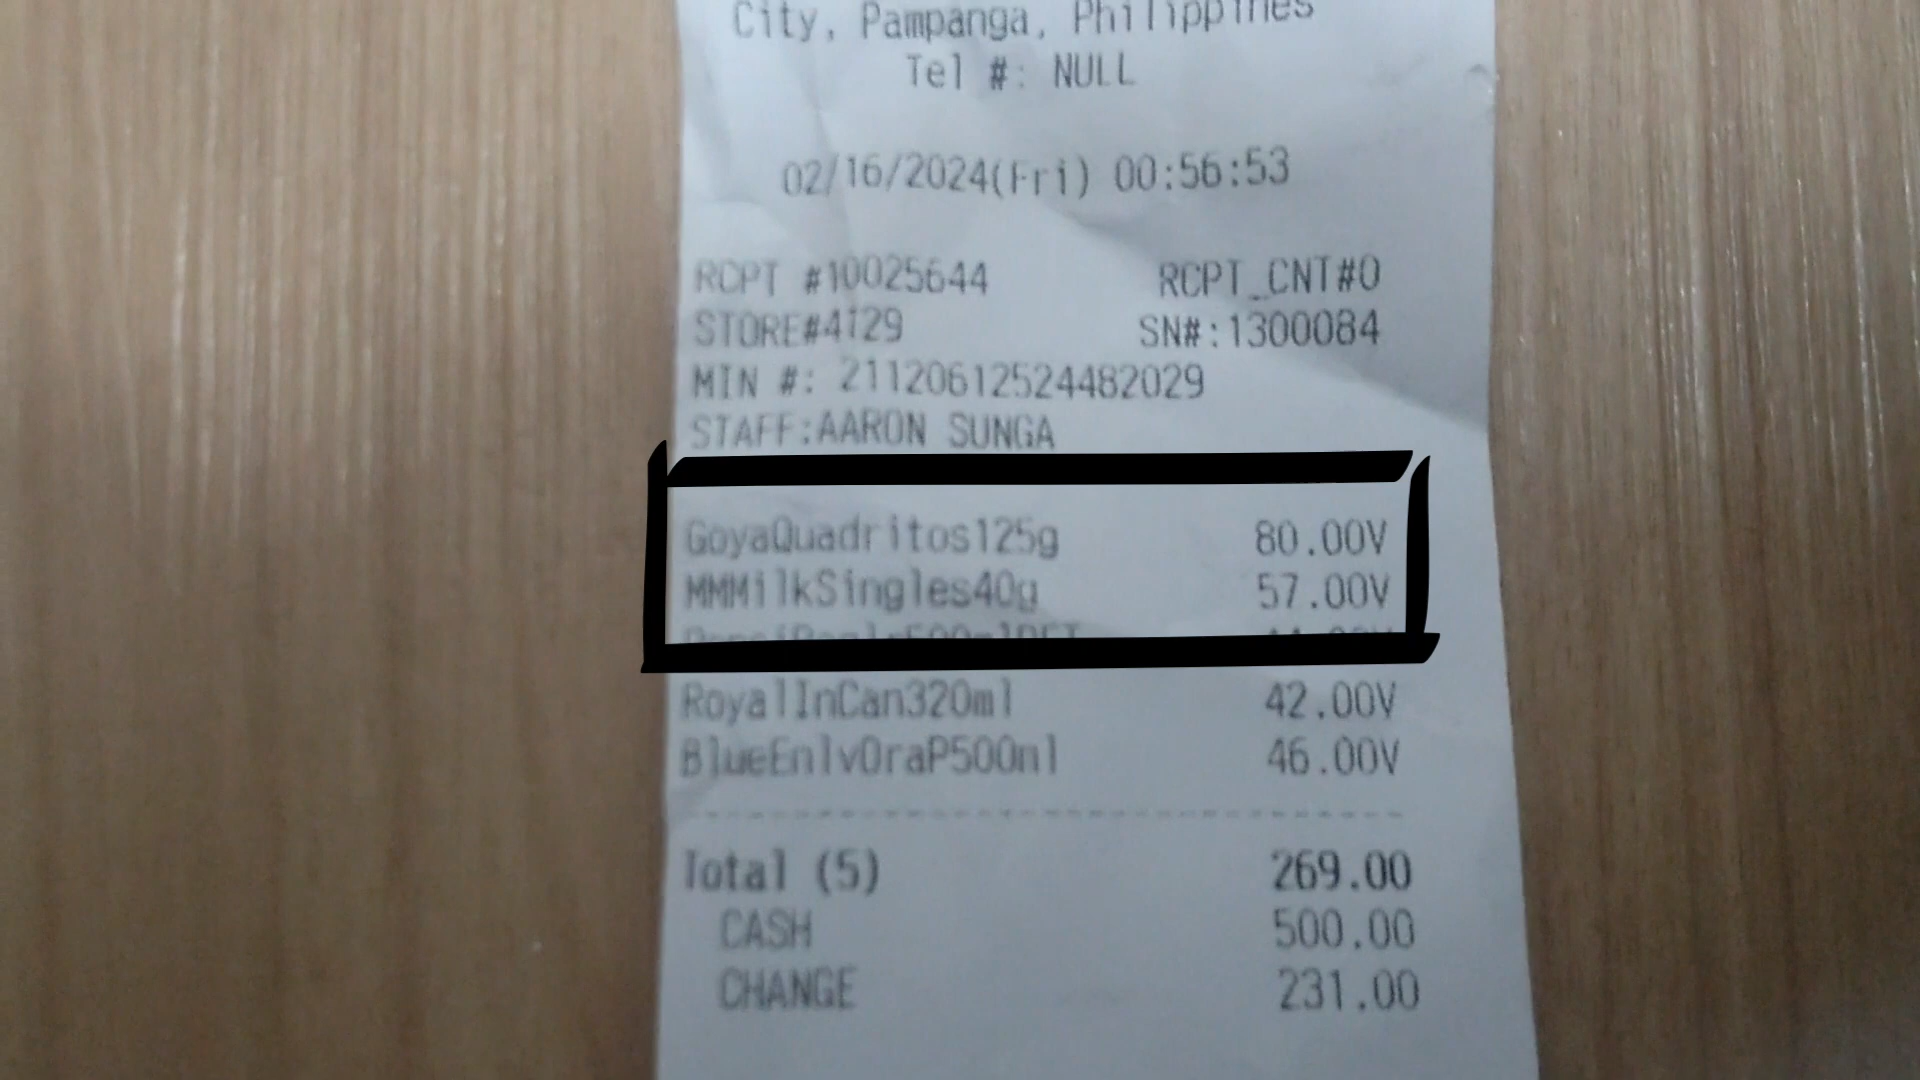 City, Pampanga, Philippines
Tel #: NULL
02/16/2024(Fri) 00:56:53
RCPT #10025644 RCPT_CNT#0
STORE#4129 SN#:1300084
MIN #: 21120612524482029
STAFF:AARON SUNGA
GoyaQuadritos125g 80.00V
MMMilkSingles40g 57.00V
RoyalInCan320ml 42.00V
BlueEnlvOraP500ml 46.00V
Total (5) 269.00
CASH 500.00
CHANGE 231.00